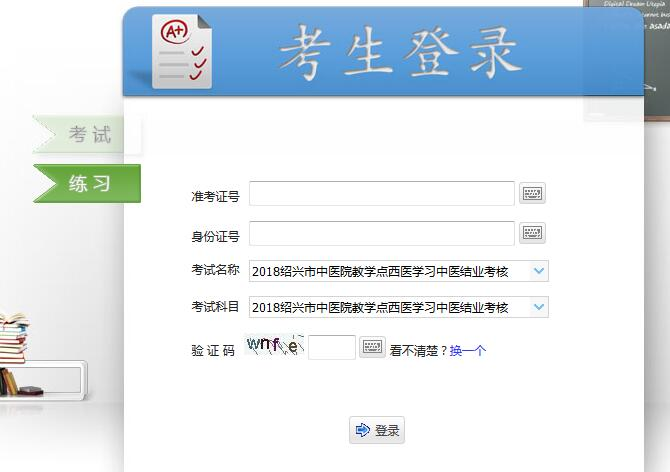 Digital Dream Utopia
A+
考生登录
考试
练习
准考证号
身份证号
考试名称 2018绍兴市中医院教学点西医学习中医结业考核
考试科目 2018绍兴市中医院教学点西医学习中医结业考核
验证码 wnfe 看不清楚？换一个
登录